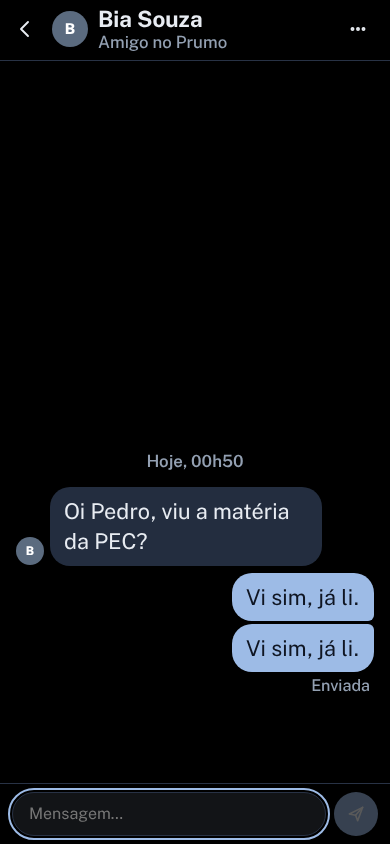 B
Bia Souza
Amigo no Prumo
Hoje, 00h50
Oi Pedro, viu a matéria
da PEC?
B
Vi sim, já li.
Vi sim, já li.
Enviada
Mensagem...